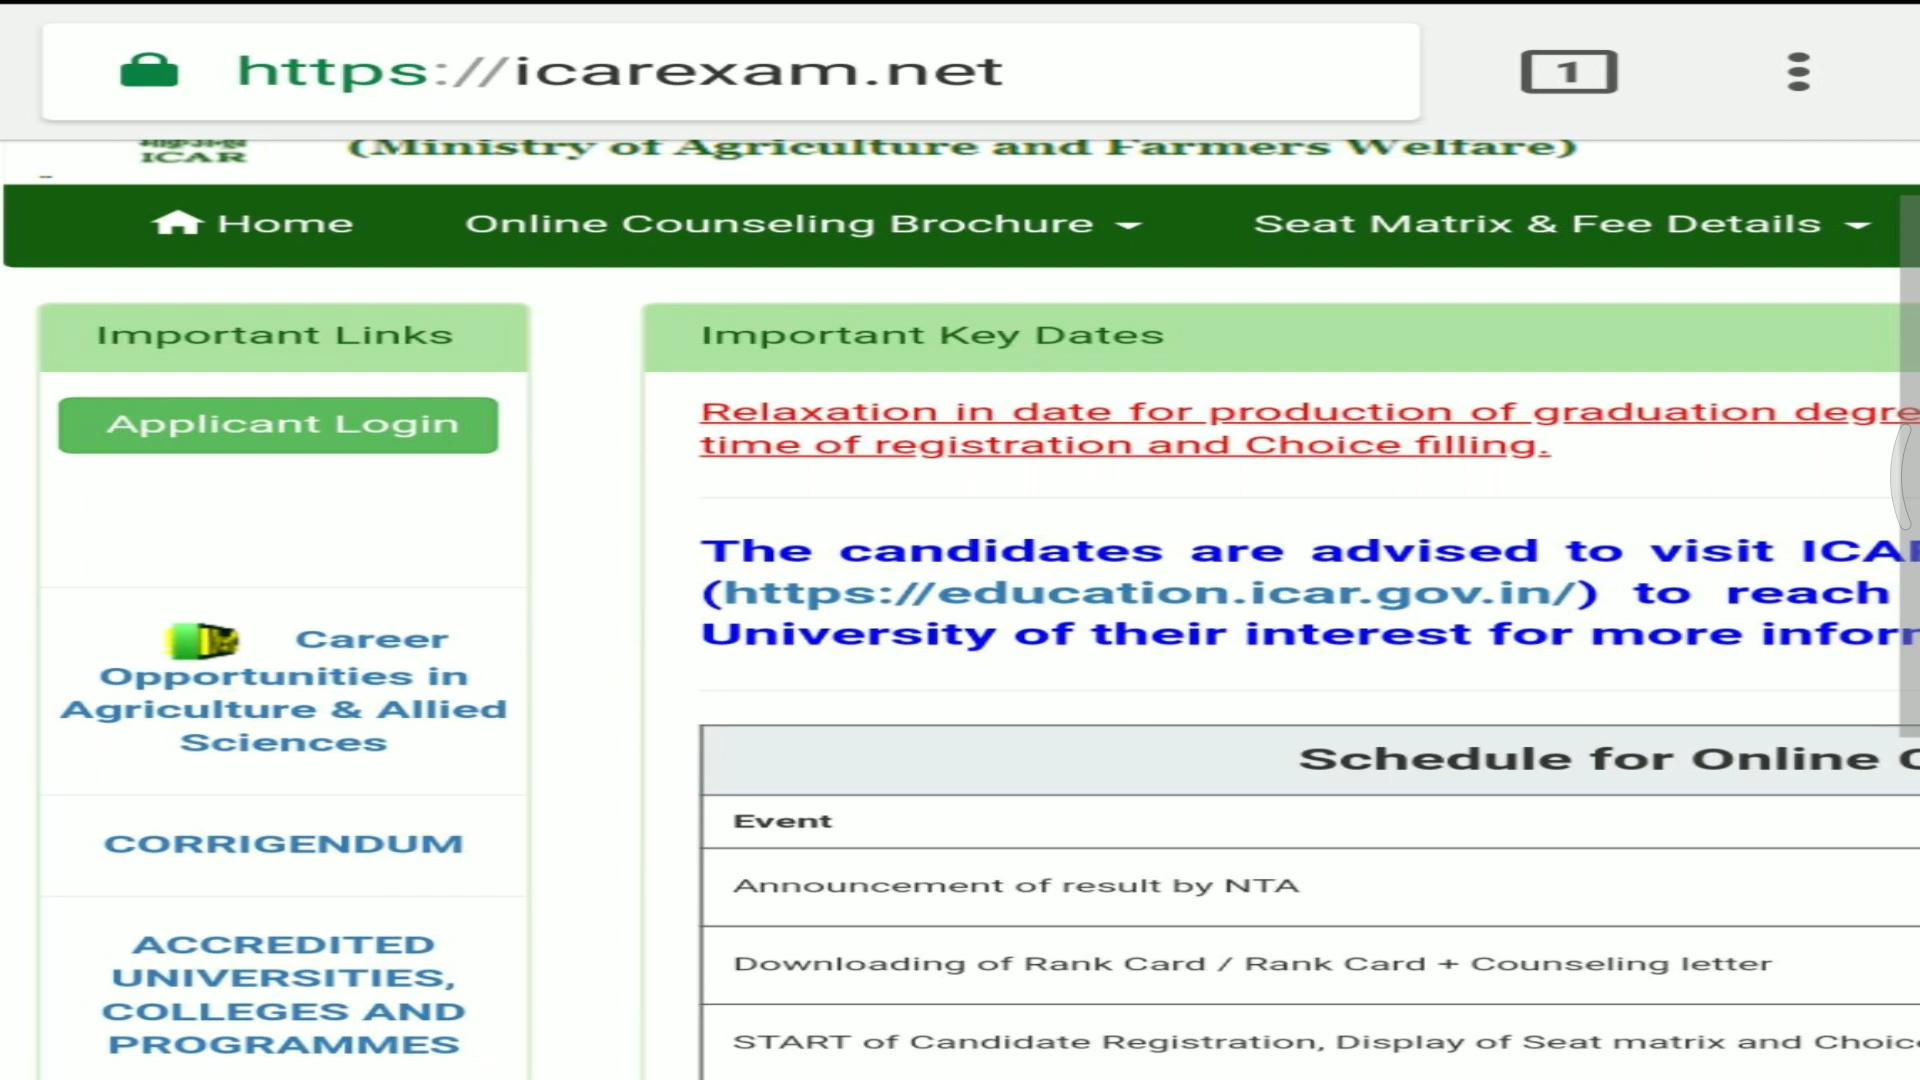 https://icarexam.net
1
ICAR
(Ministry of Agriculture and Farmers Welfare)
Home
Online Counseling Brochure
Seat Matrix & Fee Details
Important Links
Applicant Login
Career
Opportunities in
Agriculture & Allied
Sciences
CORRIGENDUM
ACCREDITED
UNIVERSITIES,
COLLEGES AND
PROGRAMMES
Important Key Dates
Relaxation in date for production of graduation degre
time of registration and Choice filling.
The candidates are advised to visit ICA
(https://education.icar.gov.in/) to reach
University of their interest for more infor
Schedule for Online
Event
Announcement of result by NTA
Downloading of Rank Card / Rank Card + Counseling letter
START of Candidate Registration, Display of Seat matrix and Choic